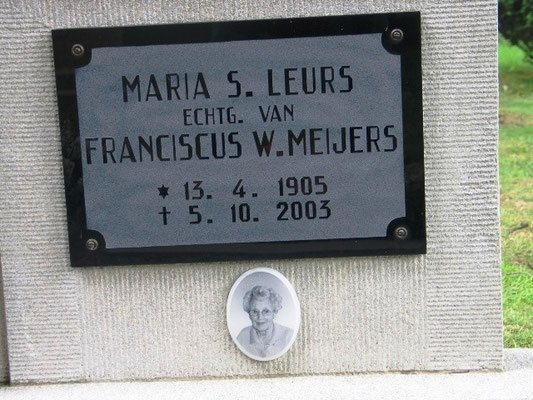 MARIA S. LEURS
ECHTG. VAN
FRANCISCUS W. MEIJERS
* 13. 4. 1905
† 5. 10. 2003